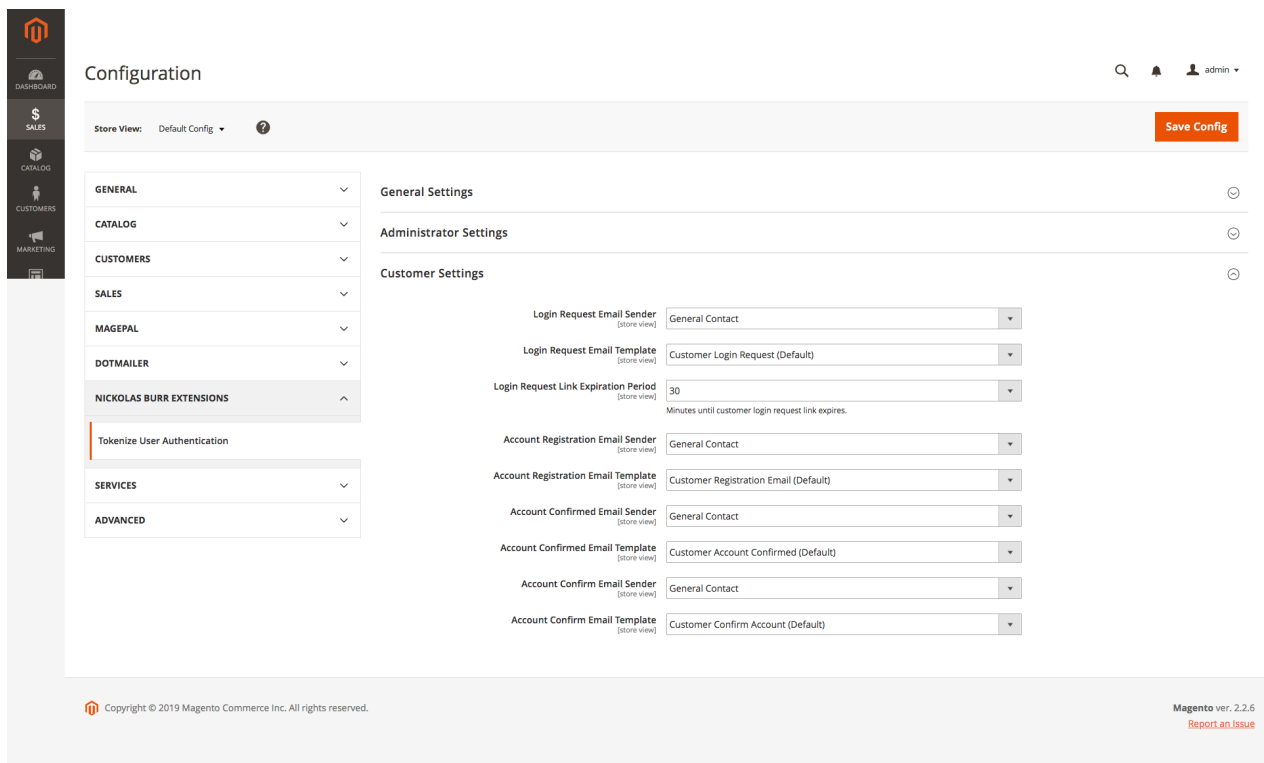 DASHBOARD
SALES
CATALOG
CUSTOMERS
MARKETING
Configuration
admin
Store View: Default Config
?
Save Config
GENERAL
CATALOG
CUSTOMERS
SALES
MAGEPAL
DOTMAILER
NICKOLAS BURR EXTENSIONS
Tokenize User Authentication
SERVICES
ADVANCED
General Settings
Administrator Settings
Customer Settings
Login Request Email Sender
[store view]
General Contact
Login Request Email Template
[store view]
Customer Login Request (Default)
Login Request Link Expiration Period
[store view]
30
Minutes until customer login request link expires.
Account Registration Email Sender
[store view]
General Contact
Account Registration Email Template
[store view]
Customer Registration Email (Default)
Account Confirmed Email Sender
[store view]
General Contact
Account Confirmed Email Template
[store view]
Customer Account Confirmed (Default)
Account Confirm Email Sender
[store view]
General Contact
Account Confirm Email Template
[store view]
Customer Confirm Account (Default)
Copyright © 2019 Magento Commerce Inc. All rights reserved.
Magento ver. 2.2.6
Report an Issue